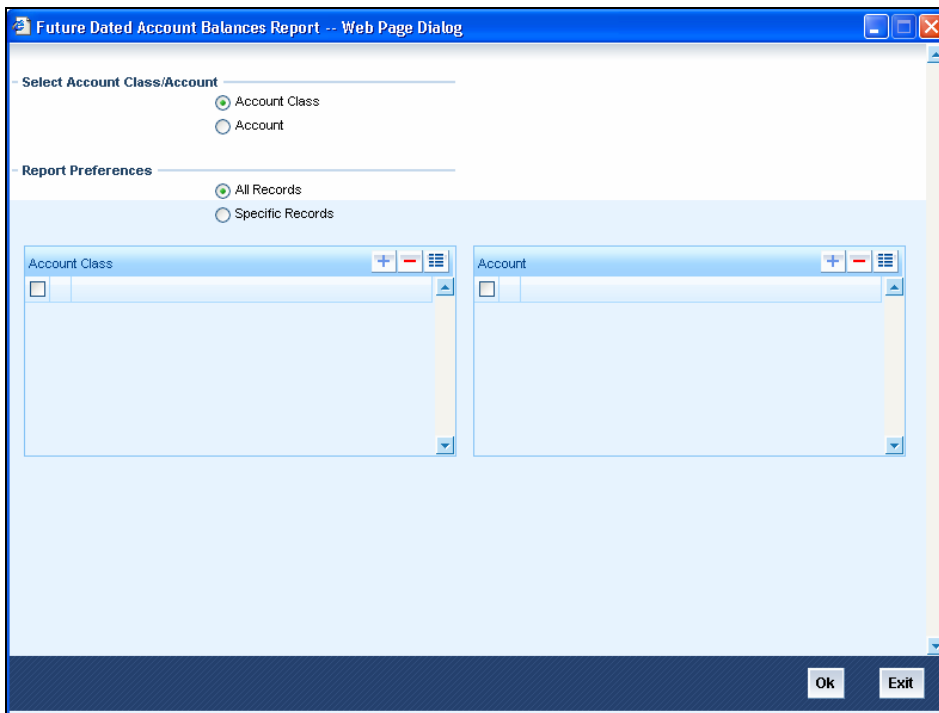 Future Dated Account Balances Report -- Web Page Dialog
Select Account Class/Account
Account Class
Account
Report Preferences
All Records
Specific Records
Account Class
Account
Ok
Exit